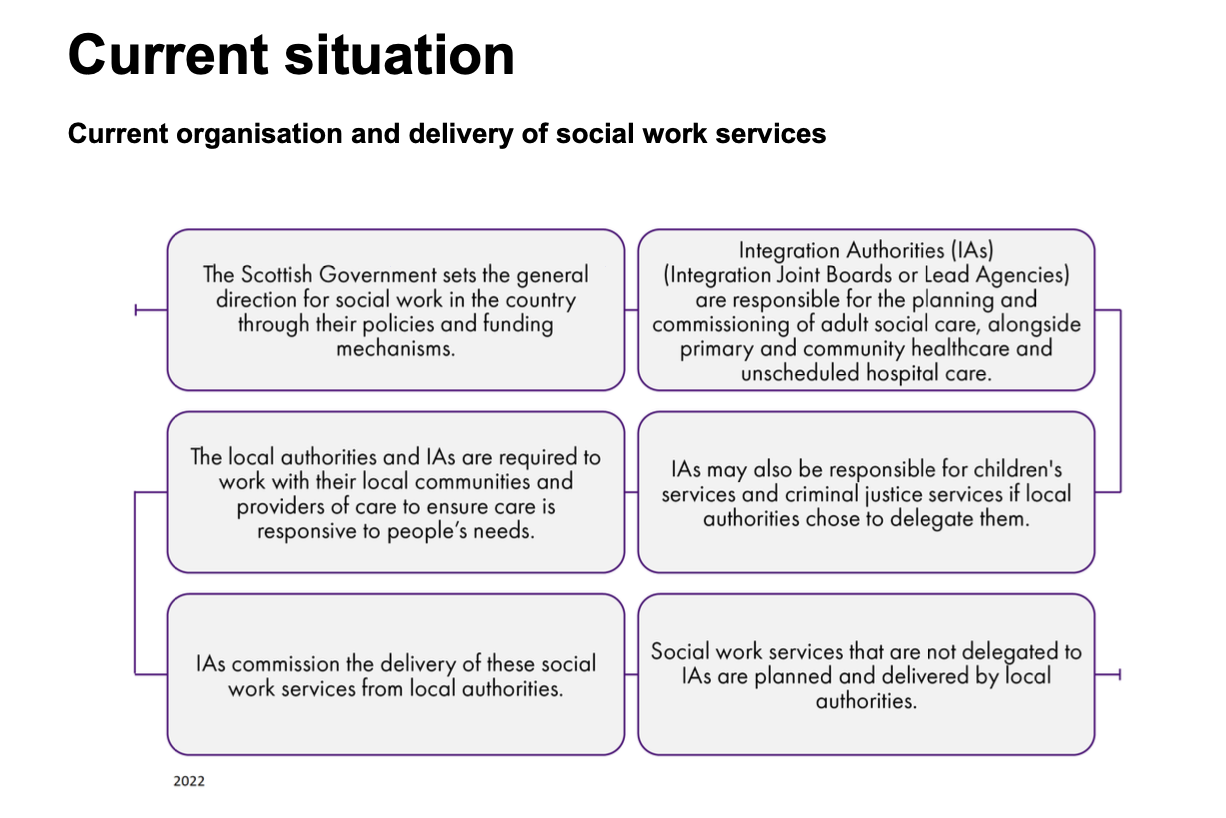 Current situation
Current organisation and delivery of social work services
The Scottish Government sets the general
direction for social work in the country
through their policies and funding
mechanisms.
Integration Authorities (IAs)
(Integration Joint Boards or Lead Agencies)
are responsible for the planning and
commissioning of adult social care, alongside
primary and community healthcare and
unscheduled hospital care.
IAs may also be responsible for children's
services and criminal justice services if local
authorities chose to delegate them.
The local authorities and IAs are required to
work with their local communities and
providers of care to ensure care is
responsive to people’s needs.
IAs commission the delivery of these social
work services from local authorities.
Social work services that are not delegated to
IAs are planned and delivered by local
authorities.
2022